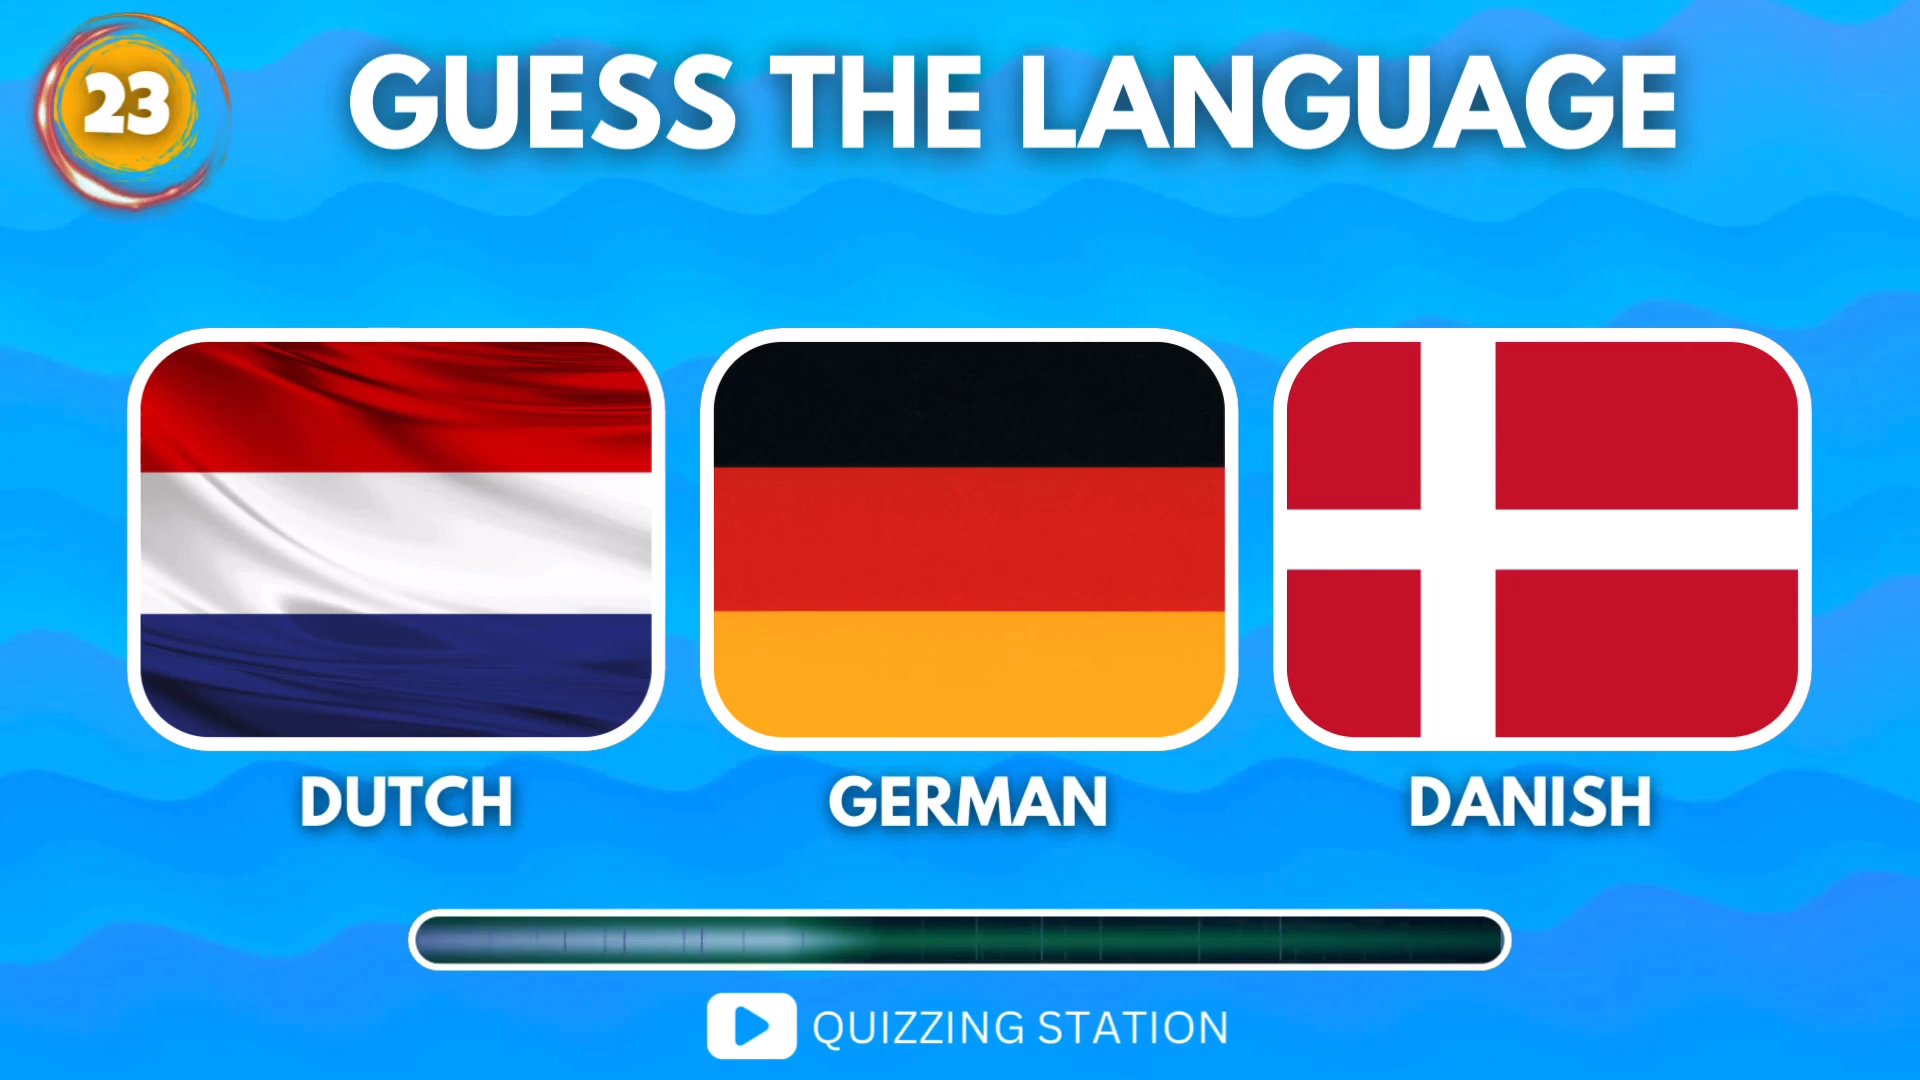 23
GUESS THE LANGUAGE
DUTCH
GERMAN
DANISH
QUIZZING STATION